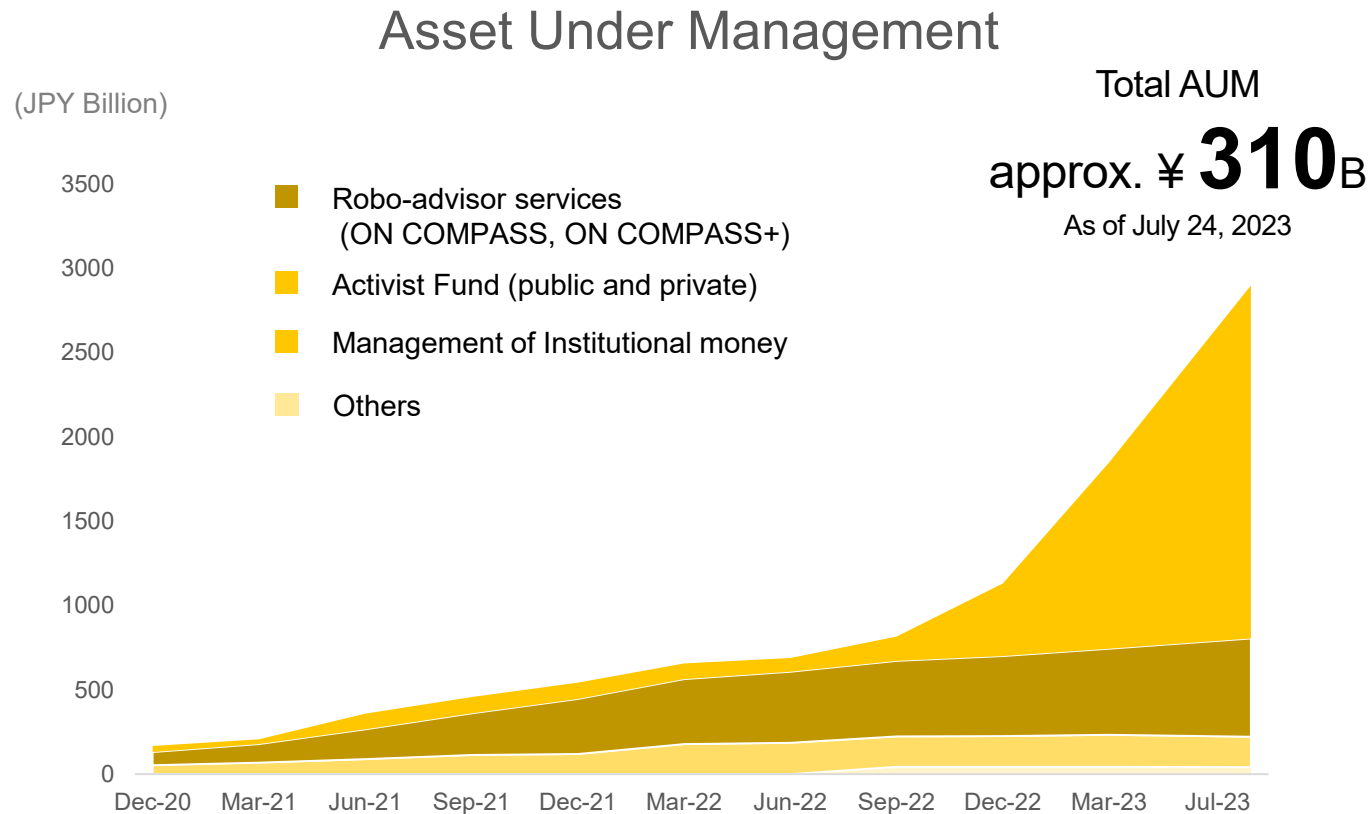 Asset Under Management
(JPY Billion)
Total AUM
approx. ¥ 310B
As of July 24, 2023
3500
3000
2500
2000
1500
1000
500
0
Robo-advisor services
(ON COMPASS, ON COMPASS+)
Activist Fund (public and private)
Management of Institutional money
Others
Dec-20 Mar-21 Jun-21 Sep-21 Dec-21 Mar-22 Jun-22 Sep-22 Dec-22 Mar-23 Jul-23